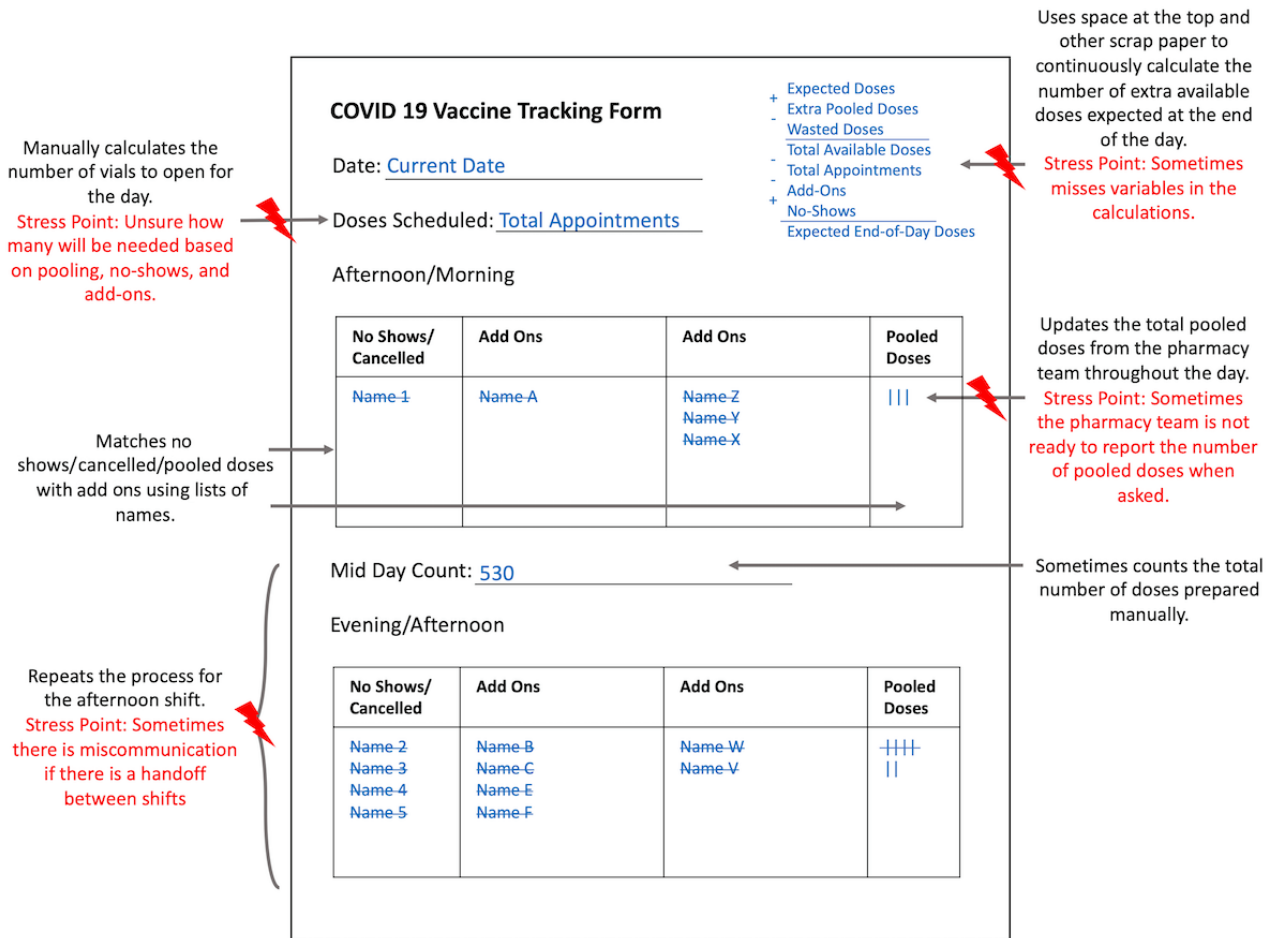 Uses space at the top and
other scrap paper to
continuously calculate the
number of extra available
doses expected at the end
of the day.
Stress Point: Sometimes
misses variables in the
calculations.
Manually calculates the
number of vials to open for
the day.
Stress Point: Unsure how
many will be needed based
on pooling, no-shows, and
add-ons.
COVID 19 Vaccine Tracking Form
Date: Current Date
Doses Scheduled: Total Appointments
Expected Doses
+ Extra Pooled Doses
- Wasted Doses
Total Available Doses
- Total Appointments
- Add-Ons
+ No-Shows
Expected End-of-Day Doses
Afternoon/Morning
No Shows/
Cancelled
Add Ons
Add Ons
Pooled
Doses
Name 1
Name A
Name Z
Name Y
Name X
|||
Updates the total pooled
doses from the pharmacy
team throughout the day.
Stress Point: Sometimes
the pharmacy team is not
ready to report the number
of pooled doses when
asked.
Matches no
shows/cancelled/pooled doses
with add ons using lists of
names.
Mid Day Count: 530
Sometimes counts the total
number of doses prepared
manually.
Evening/Afternoon
Repeats the process for
the afternoon shift.
Stress Point: Sometimes
there is miscommunication
if there is a handoff
between shifts
No Shows/
Cancelled
Add Ons
Add Ons
Pooled
Doses
Name 2
Name 3
Name 4
Name 5
Name B
Name C
Name E
Name F
Name W
Name V
||||
||